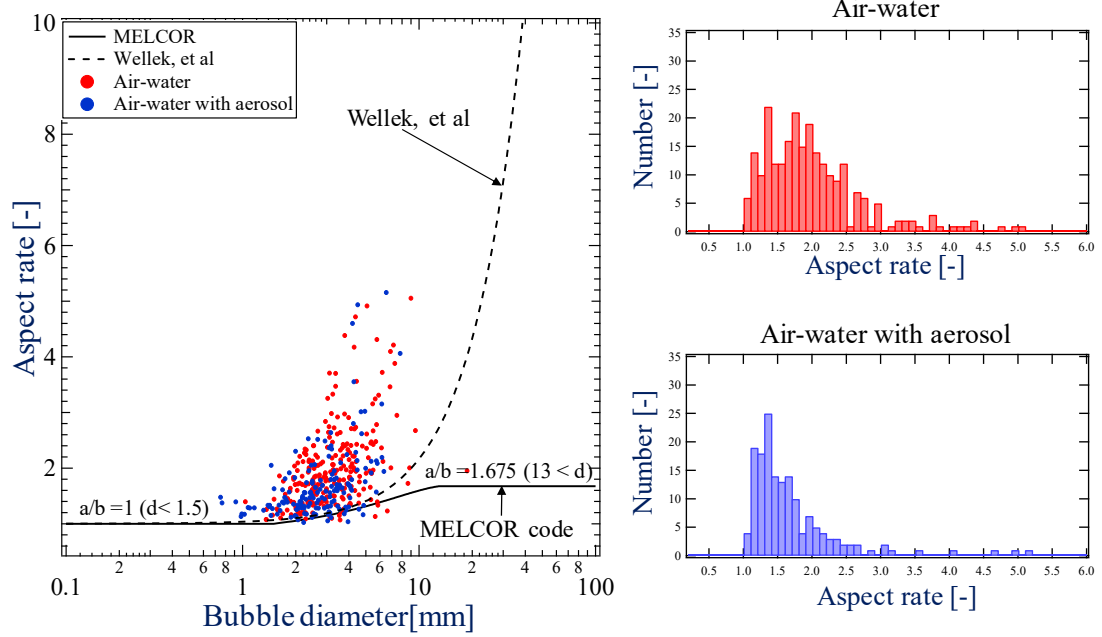 10
8
6
4
2
Aspect rate [-]
MELCOR
Wellek, et al
Air-water
Air-water with aerosol
Wellek, et al
a/b =1 (d< 1.5)
a/b =1.675 (13 < d)
MELCOR code
0.1 2 4 6 8 1 2 4 6 8 10 2 4 6 8 100
Bubble diameter[mm]
Air-water
35
30
25
20
15
10
5
0
Number [-]
0.5 1.0 1.5 2.0 2.5 3.0 3.5 4.0 4.5 5.0 5.5 6.0
Aspect rate [-]
Air-water with aerosol
35
30
25
20
15
10
5
0
Number [-]
0.5 1.0 1.5 2.0 2.5 3.0 3.5 4.0 4.5 5.0 5.5 6.0
Aspect rate [-]